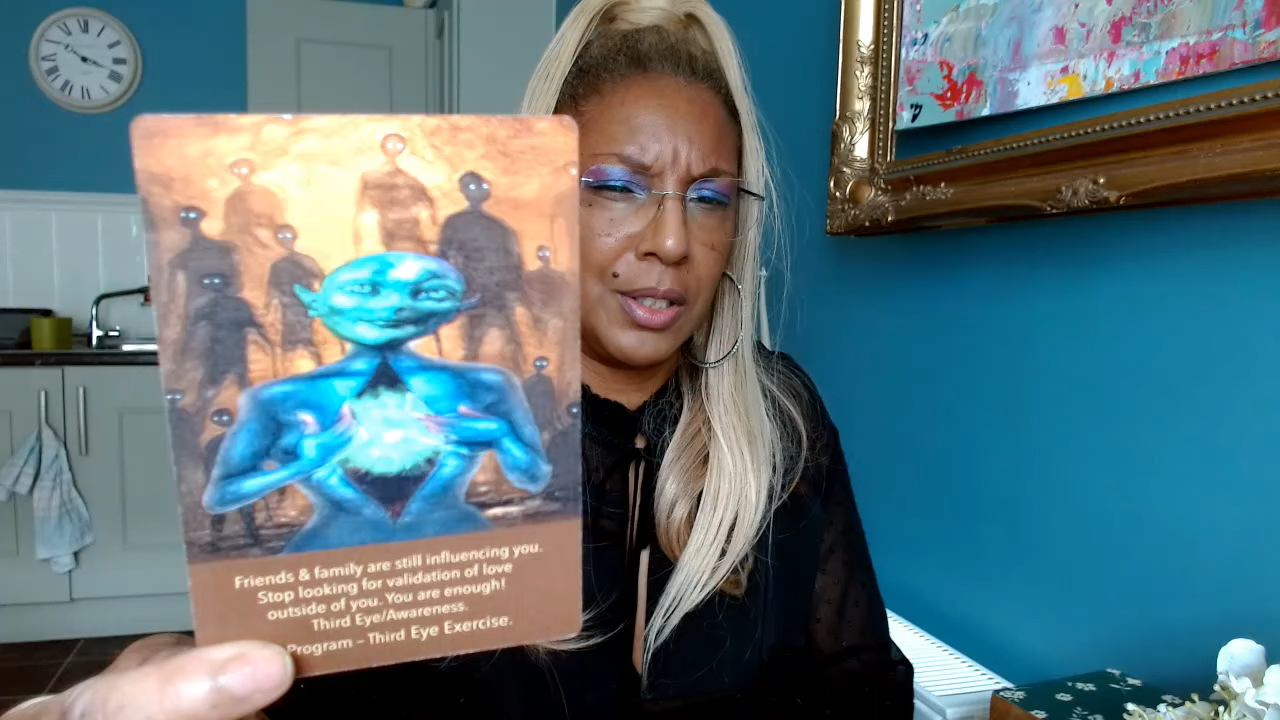 Friends & family are still influencing you.
Stop looking for validation of love
outside of you. You are enough!
Third Eye/Awareness.
Program – Third Eye Exercise.